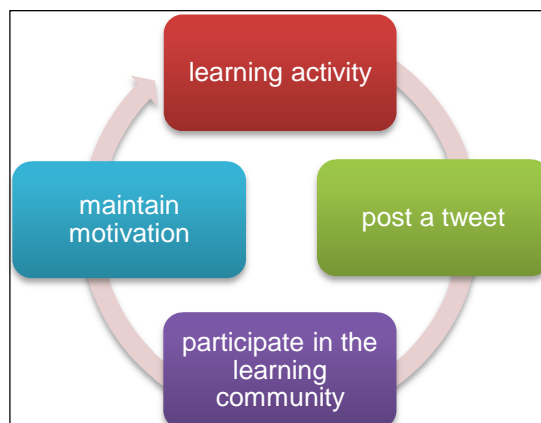 learning activity
post a tweet
participate in the
learning
community
maintain
motivation